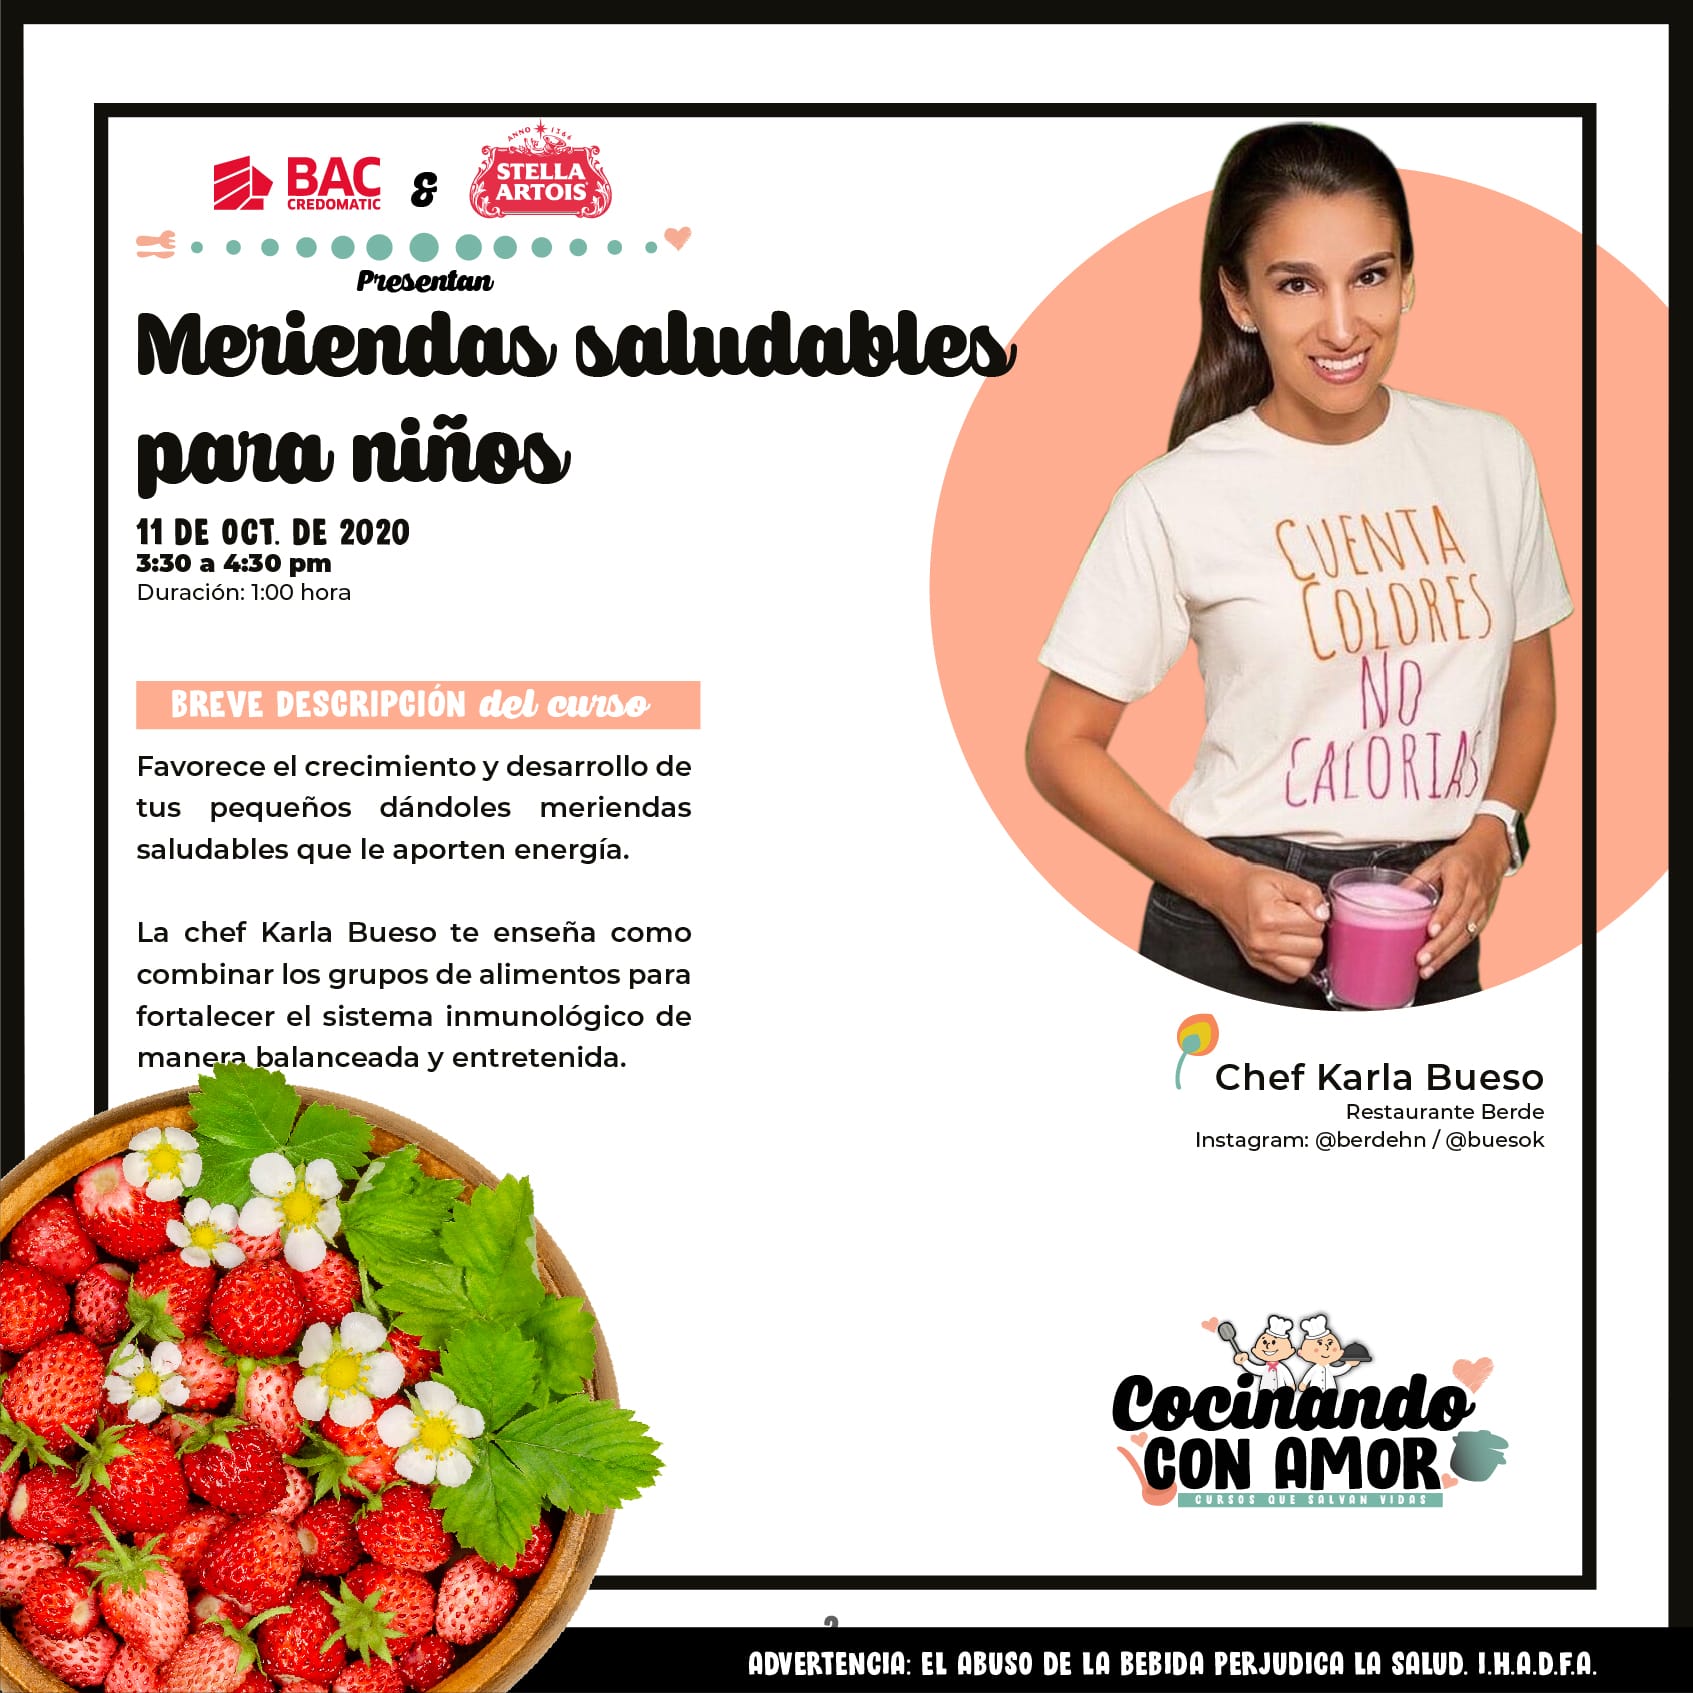 BAC
CREDOMATIC
&
ANNO 1366
STELLA
ARTOIS
Presentan
Meriendas saludables
para niños
11 DE OCT. DE 2020
3:30 a 4:30 pm
Duración: 1:00 hora
BREVE DESCRIPCIÓN del curso
Favorece el crecimiento y desarrollo de
tus pequeños dándoles meriendas
saludables que le aporten energía.
La chef Karla Bueso te enseña como
combinar los grupos de alimentos para
fortalecer el sistema inmunológico de
manera balanceada y entretenida.
CUENTA
COLORES
NO
CALORIAS
Chef Karla Bueso
Restaurante Berde
Instagram: @berdehn / @buesok
Cocinando
CON AMOR
CURSOS QUE SALVAN VIDAS
ADVERTENCIA: EL ABUSO DE LA BEBIDA PERJUDICA LA SALUD. I.H.A.D.F.A.